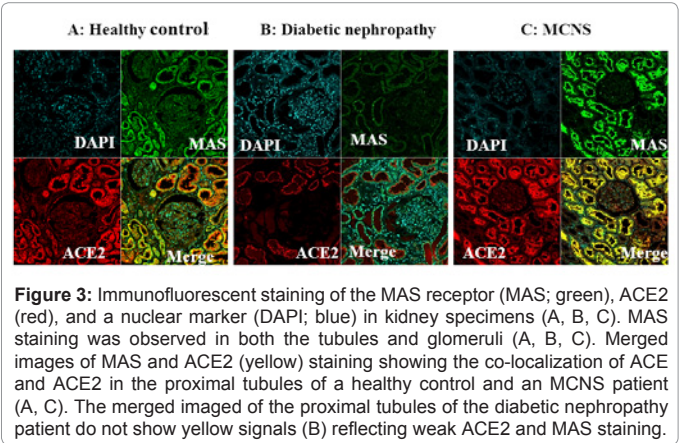 A: Healthy control B: Diabetic nephropathy C: MCNS
DAPI MAS DAPI MAS DAPI MAS
ACE2 Merge ACE2 Merge ACE2 Merge
Figure 3: Immunofluorescent staining of the MAS receptor (MAS; green), ACE2
(red), and a nuclear marker (DAPI; blue) in kidney specimens (A, B, C). MAS
staining was observed in both the tubules and glomeruli (A, B, C). Merged
images of MAS and ACE2 (yellow) staining showing the co-localization of ACE
and ACE2 in the proximal tubules of a healthy control and an MCNS patient
(A, C). The merged imaged of the proximal tubules of the diabetic nephropathy
patient do not show yellow signals (B) reflecting weak ACE2 and MAS staining.